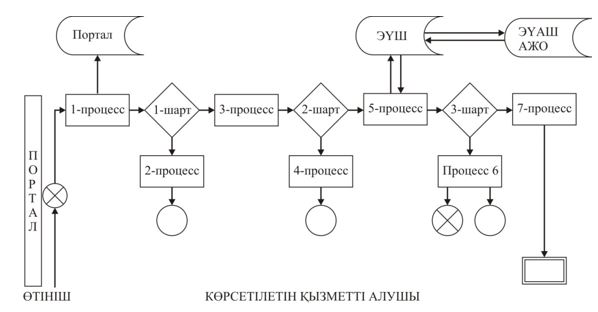 Портал
ЭҮШ
ЭҮАШ
АЖО
1-процесс
1-шарт
3-процесс
2-шарт
5-процесс
3-шарт
7-процесс
2-процесс
4-процесс
Процесс 6
ПОРТАЛ
ӨТІНІШ
КӨРСЕТІЛЕТІН ҚЫЗМЕТТІ АЛУШЫ